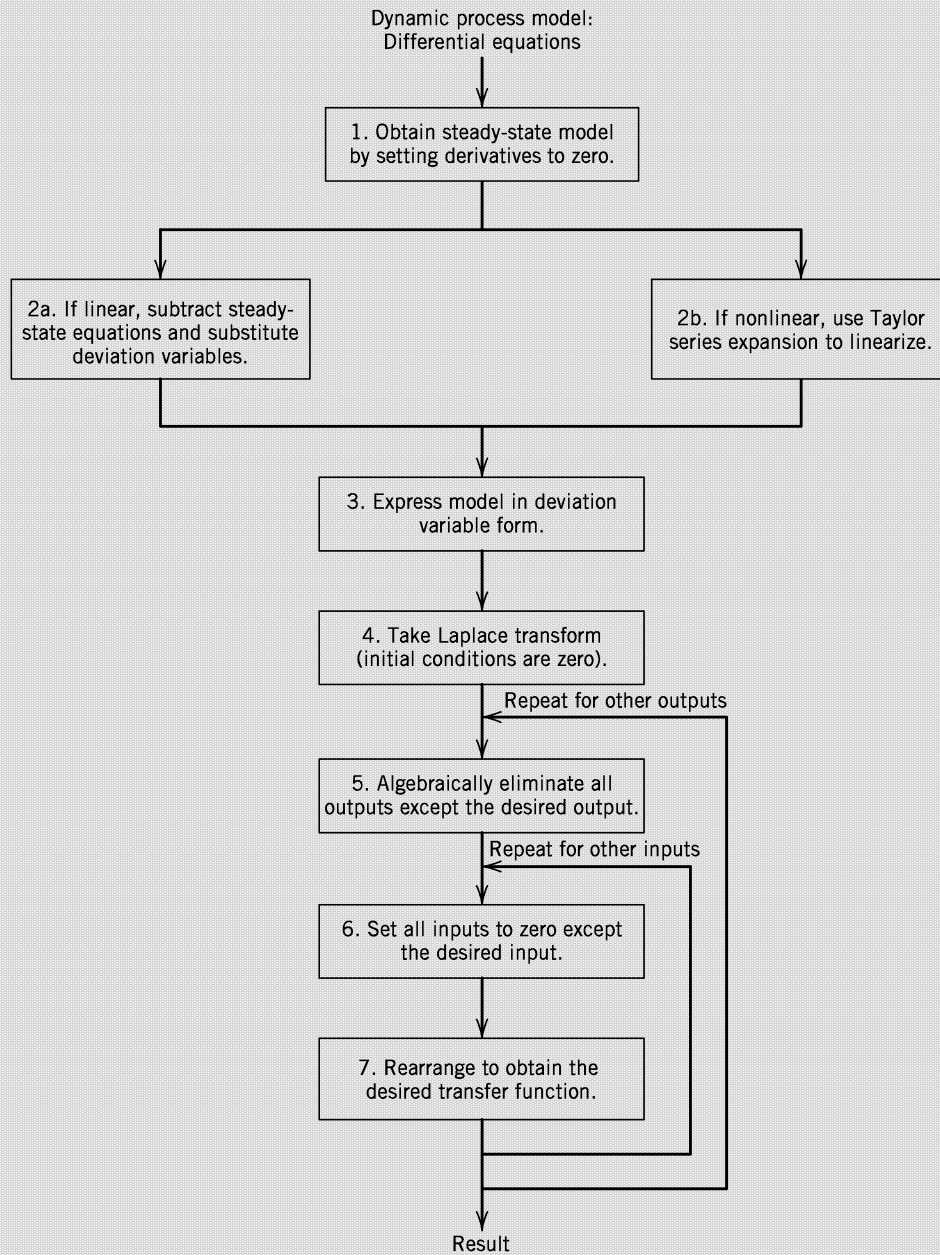 Dynamic process model:
Differential equations
1. Obtain steady-state model
by setting derivatives to zero.
2a. If linear, subtract steady-
state equations and substitute
deviation variables.
2b. If nonlinear, use Taylor
series expansion to linearize.
3. Express model in deviation
variable form.
4. Take Laplace transform
(initial conditions are zero).
Repeat for other outputs
5. Algebraically eliminate all
outputs except the desired output.
Repeat for other inputs
6. Set all inputs to zero except
the desired input.
7. Rearrange to obtain the
desired transfer function.
Result